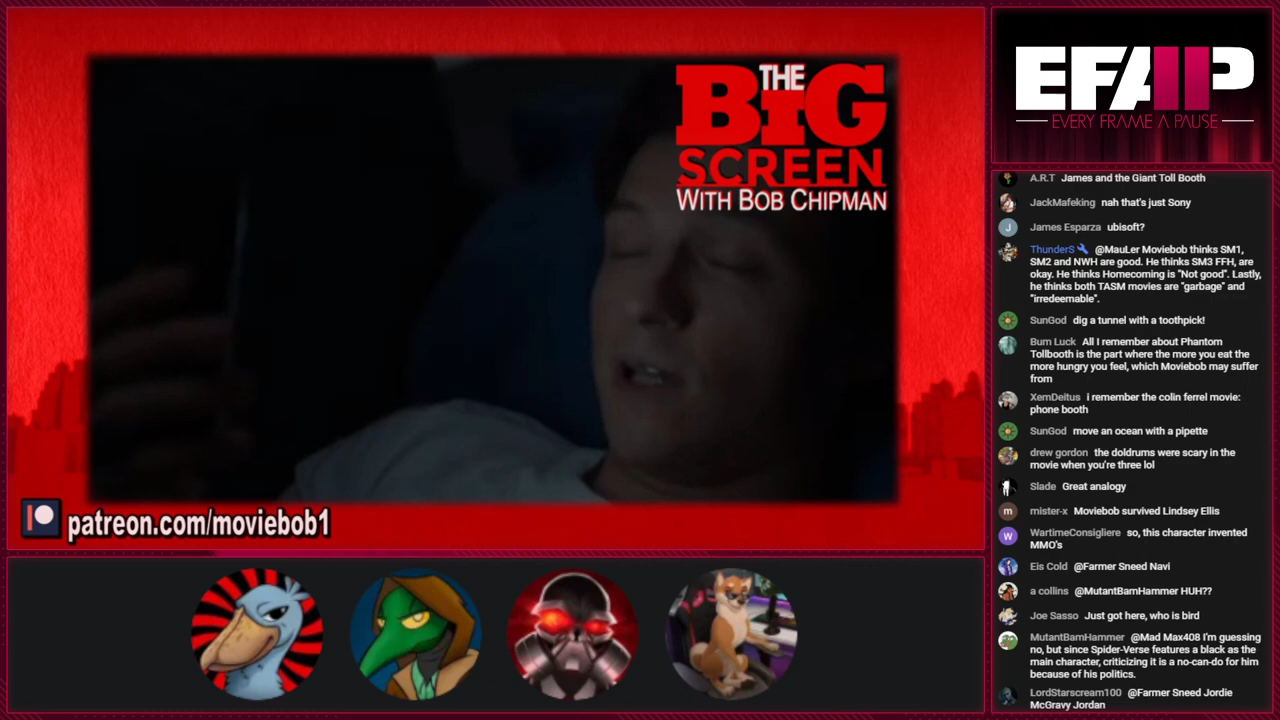 THE
BIG
SCREEN
WITH BOB CHIPMAN
patreon.com/moviebob1
EFAP
EVERY FRAME A PAUSE
A.R.T James and the Giant Toll Booth
JackMafeking nah that's just Sony
J James Esparza ubisoft?
ThunderS @MauLer Moviebob thinks SM1,
SM2 and NWH are good. He thinks SM3 FFH, are
okay. He thinks Homecoming is "Not good". Lastly,
he thinks both TASM movies are "garbage" and
"irredeemable".
SunGod dig a tunnel with a toothpick!
Bum Luck All I remember about Phantom
Tollbooth is the part where the more you eat the
more hungry you feel, which Moviebob may suffer
from
XemDeitus i remember the colin ferrel movie:
phone booth
SunGod move an ocean with a pipette
drew gordon the doldrums were scary in the
movie when you're three lol
Slade Great analogy
m mister-x Moviebob survived Lindsey Ellis
W WartimeConsigliere so, this character invented
MMO's
Eis Cold @Farmer Sneed Navi
a collins @MutantBamHammer HUH??
Joe Sasso Just got here, who is bird
MutantBamHammer @Mad Max408 I'm guessing
no, but since Spider-Verse features a black as the
main character, criticizing it is a no-can-do for him
because of his politics.
LordStarscream100 @Farmer Sneed Jordie
McGravy Jordan